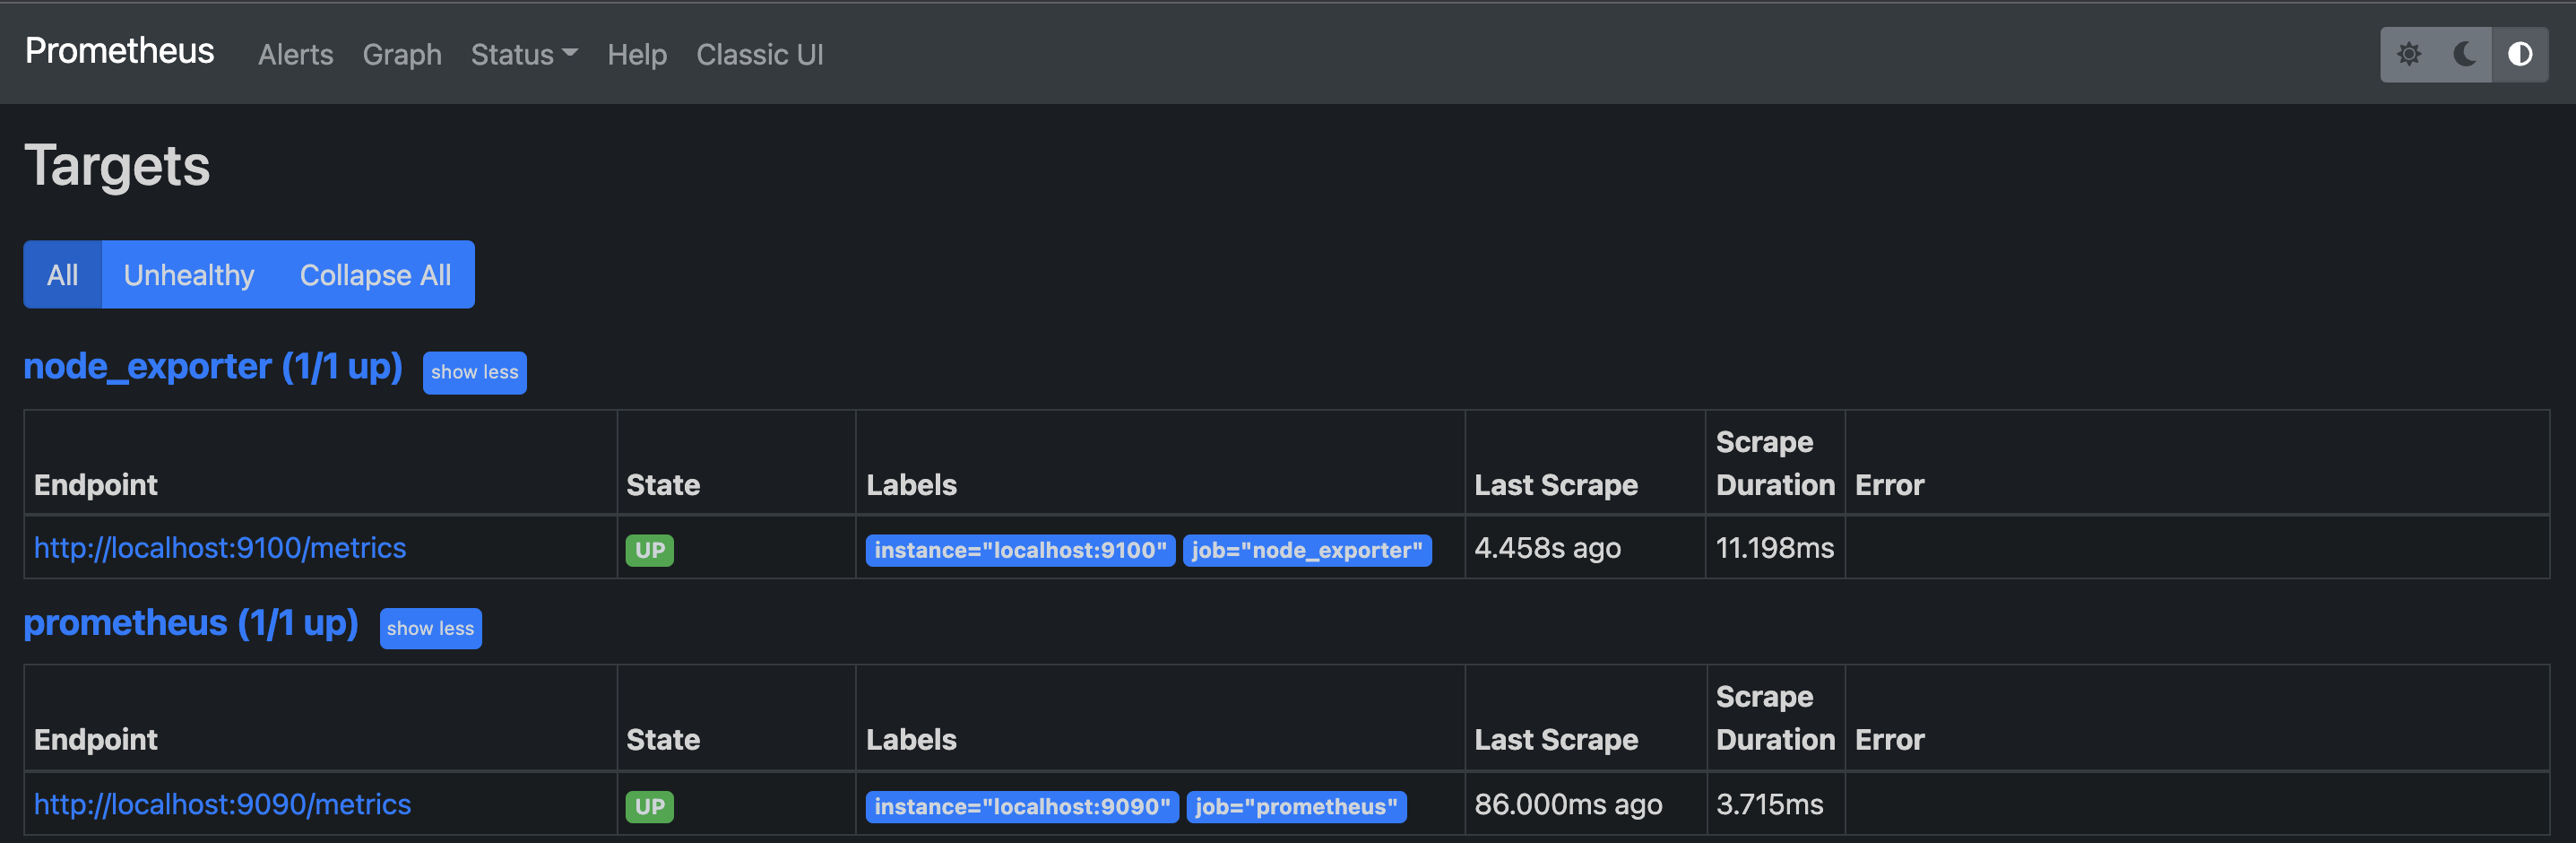 Prometheus Alerts Graph Status Help Classic UI
Targets
All Unhealthy Collapse All
node_exporter (1/1 up) show less
Endpoint State Labels Last Scrape Scrape Duration Error
http://localhost:9100/metrics UP instance="localhost:9100" job="node_exporter" 4.458s ago 11.198ms
prometheus (1/1 up) show less
Endpoint State Labels Last Scrape Scrape Duration Error
http://localhost:9090/metrics UP instance="localhost:9090" job="prometheus" 86.000ms ago 3.715ms